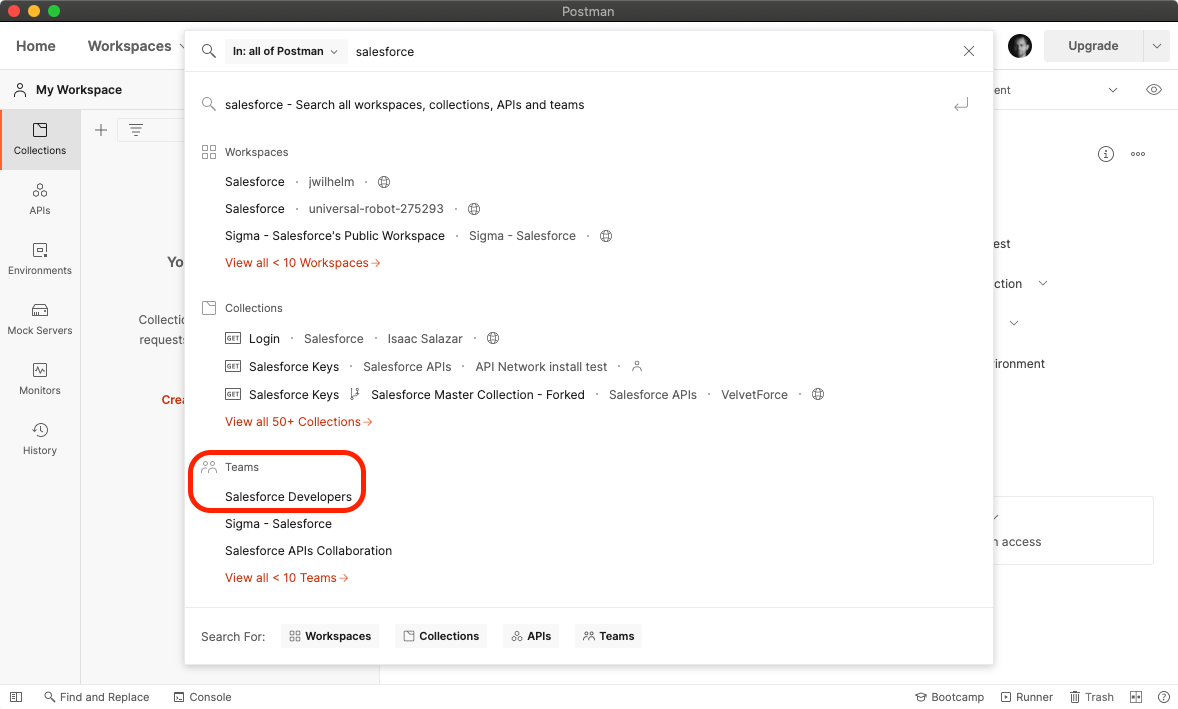 Postman
Home
Workspaces
In: all of Postman
salesforce
Upgrade
My Workspace
ent
salesforce - Search all workspaces, collections, APIs and teams
Collections
APIs
Environments
Mock Servers
Monitors
History
Yo
Collectio
requests
Crea
Workspaces
Salesforce · jwilhelm ·
Salesforce · universal-robot-275293 ·
Sigma - Salesforce's Public Workspace · Sigma - Salesforce ·
View all < 10 Workspaces →
Collections
GET Login · Salesforce · Isaac Salazar ·
GET Salesforce Keys · Salesforce APIs · API Network install test ·
GET Salesforce Keys Salesforce Master Collection - Forked · Salesforce APIs · VelvetForce ·
View all 50+ Collections →
Teams
Salesforce Developers
Sigma - Salesforce
Salesforce APIs Collaboration
View all < 10 Teams →
Search For: Workspaces Collections APIs Teams
est
ction
ironment
n access
Find and Replace
Console
Bootcamp
Runner
Trash